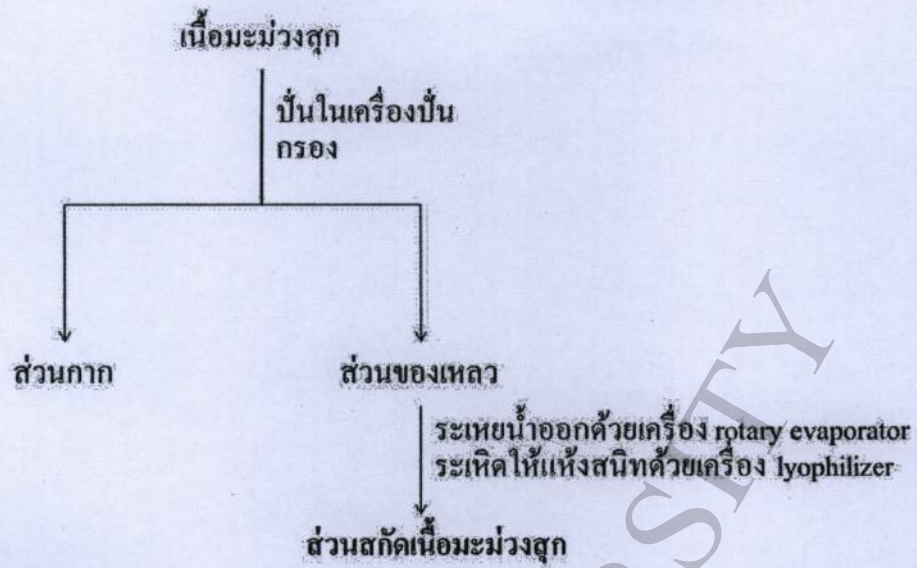 เนื้อมะม่วงสุก
ปั่นในเครื่องปั่น
กรอง
ส่วนกาก
ส่วนของเหลว
ระเหยน้ำออกด้วยเครื่อง rotary evaporator
ระเหิดให้แห้งสนิทด้วยเครื่อง lyophilizer
ส่วนสกัดเนื้อมะม่วงสุก
RSITY